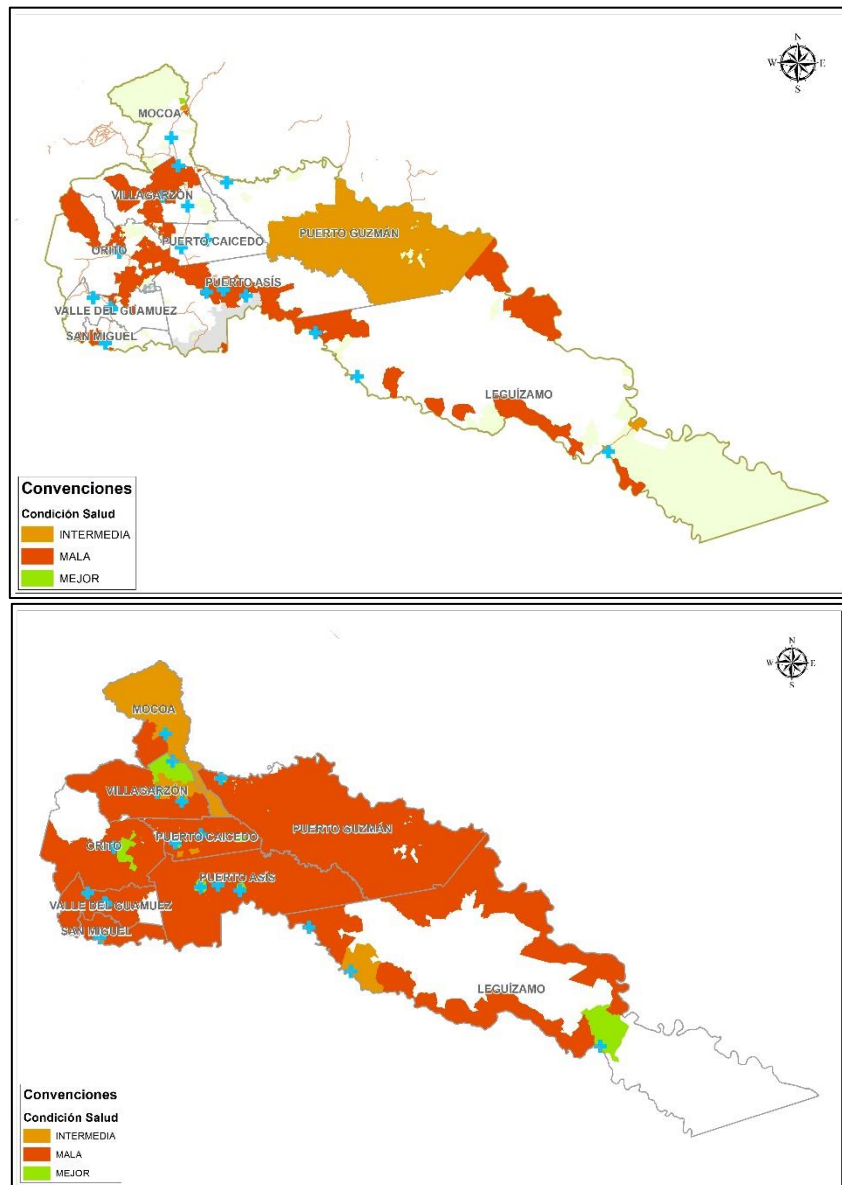 N
W E
S
MOCOA
VILLAGARZÓN
PUERTO GUZMÁN
ORITO
PUERTO CAICEDO
PUERTO ASÍS
VALLE DEL GUAMUEZ
SAN MIGUEL
LEGUÍZAMO
Convenciones
Condición Salud
INTERMEDIA
MALA
MEJOR
N
W E
S
MOCOA
VILLAGARZÓN
PUERTO GUZMÁN
PUERTO CAICEDO
ORITO
PUERTO ASÍS
VALLE DEL GUAMUEZ
SAN MIGUEL
LEGUÍZAMO
Convenciones
Condición Salud
INTERMEDIA
MALA
MEJOR